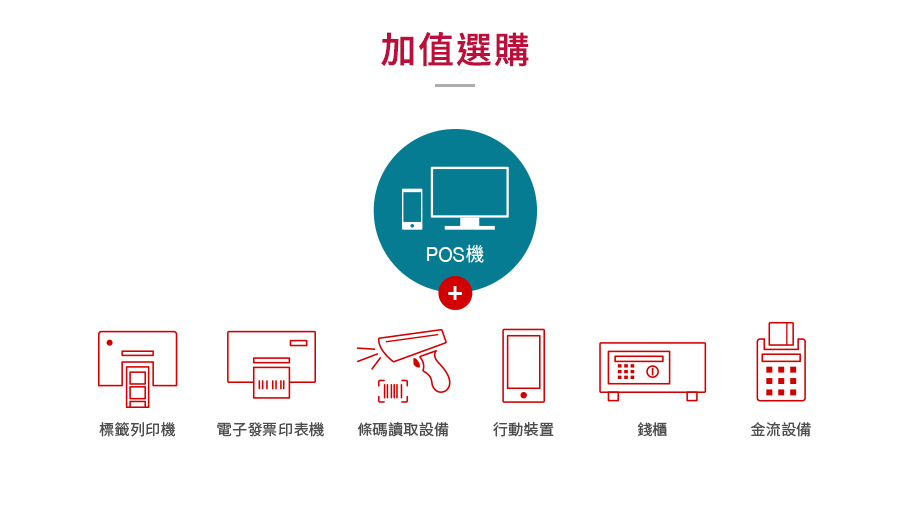 加值選購
POS機
標籤列印機
電子發票印表機
條碼讀取設備
行動裝置
錢櫃
金流設備